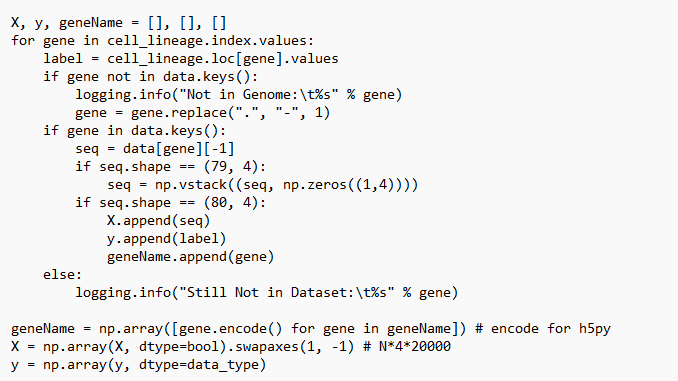 X, y, geneName = [], [], []
for gene in cell_lineage.index.values:
    label = cell_lineage.loc[gene].values
    if gene not in data.keys():
        logging.info("Not in Genome:\t%s" % gene)
        gene = gene.replace(".", "-", 1)
    if gene in data.keys():
        seq = data[gene][-1]
        if seq.shape == (79, 4):
            seq = np.vstack((seq, np.zeros((1,4))))
        if seq.shape == (80, 4):
            X.append(seq)
            y.append(label)
            geneName.append(gene)
    else:
        logging.info("Still Not in Dataset:\t%s" % gene)

geneName = np.array([gene.encode() for gene in geneName]) # encode for h5py
X = np.array(X, dtype=bool).swapaxes(1, -1) # N*4*20000
y = np.array(y, dtype=data_type)